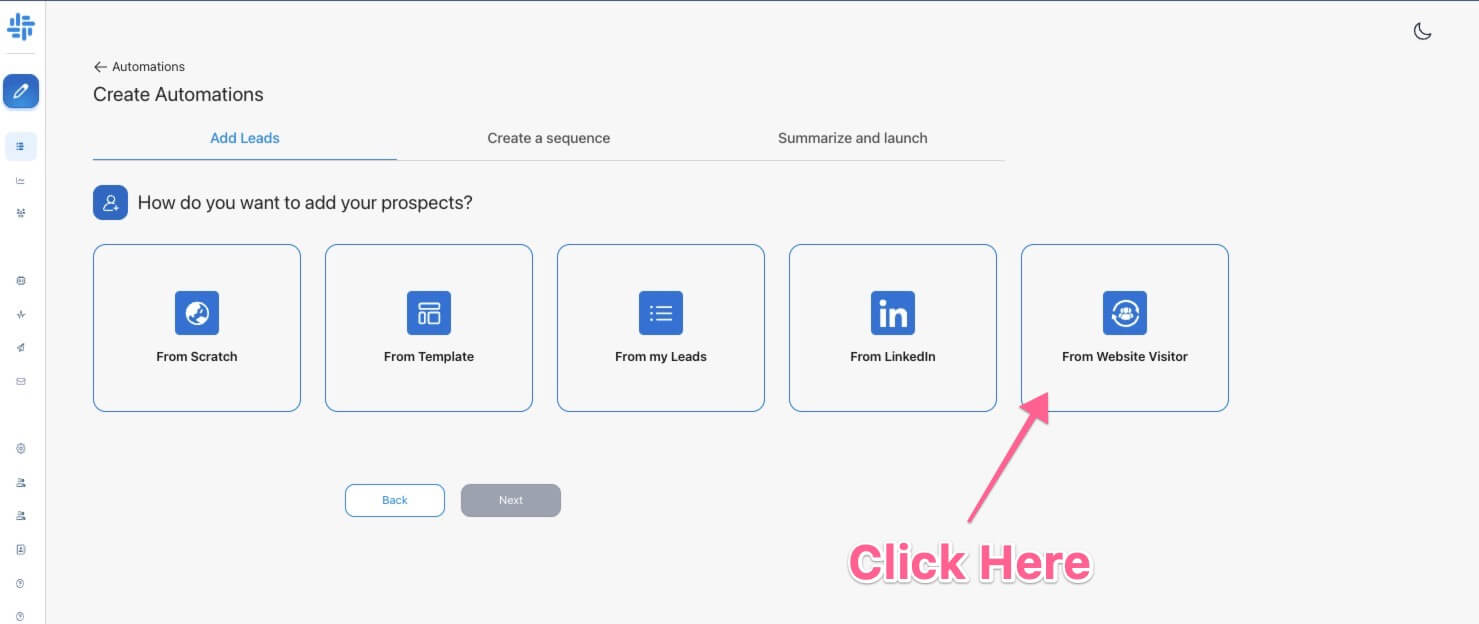 Automations
Create Automations
Add Leads
Create a sequence
Summarize and launch
How do you want to add your prospects?
From Scratch
From Template
From my Leads
From LinkedIn
From Website Visitor
Back
Next
Click Here